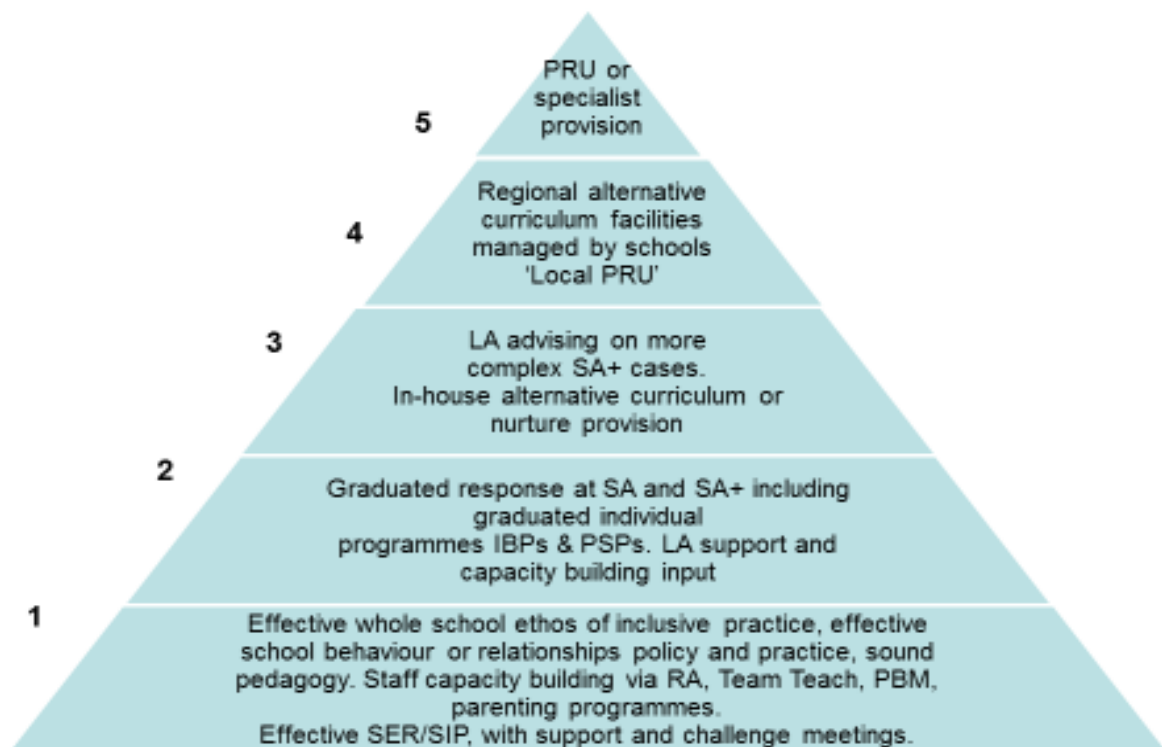 PRU or
specialist
provision
5
Regional alternative
curriculum facilities
managed by schools
‘Local PRU’
4
LA advising on more
complex SA+ cases.
In-house alternative curriculum or
nurture provision
3
Graduated response at SA and SA+ including
graduated individual
programmes IBPs & PSPs. LA support and
capacity building input
2
Effective whole school ethos of inclusive practice, effective
school behaviour or relationships policy and practice, sound
pedagogy. Staff capacity building via RA, Team Teach, PBM,
parenting programmes.
Effective SER/SIP, with support and challenge meetings.
1